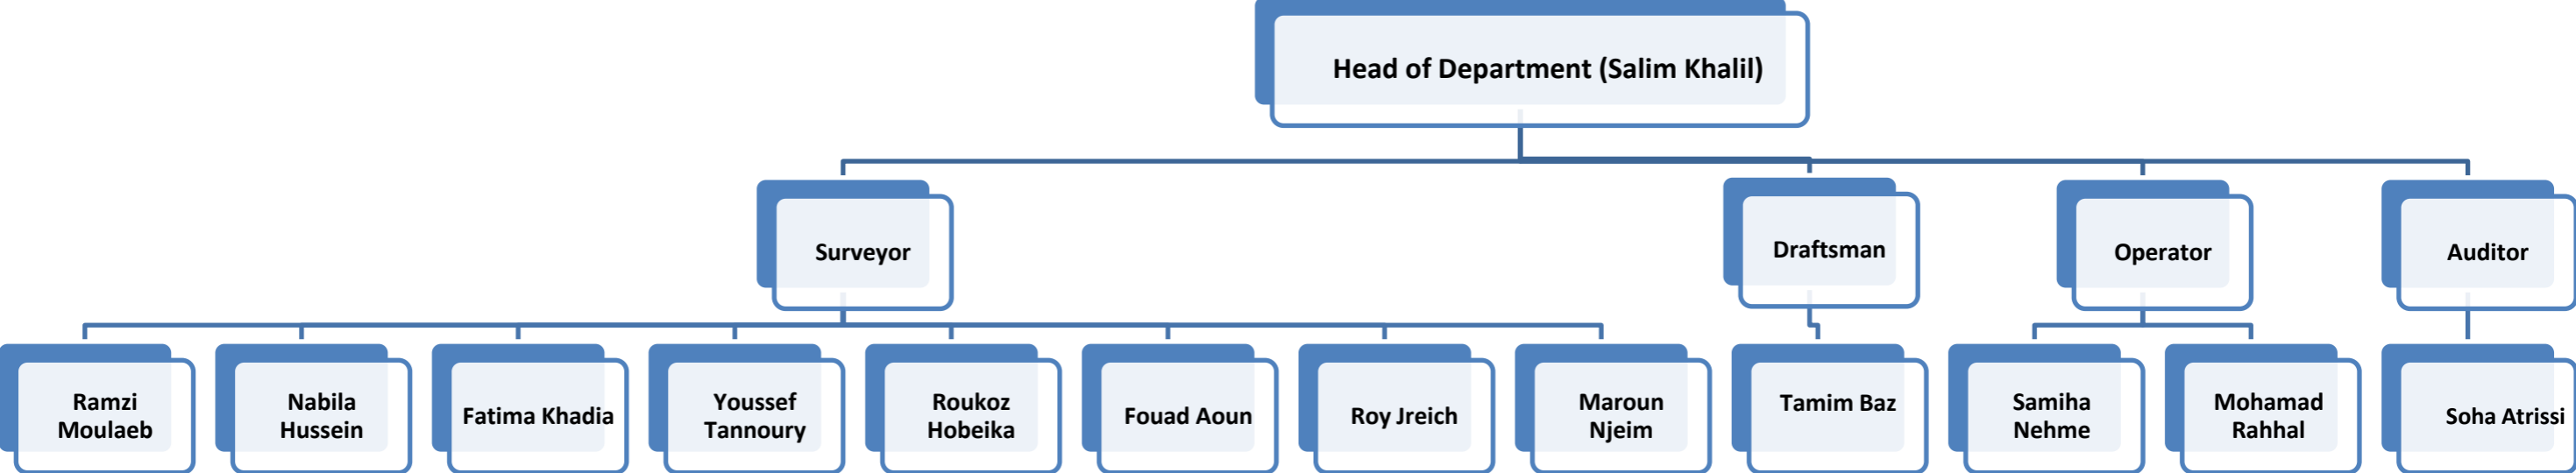 Head of Department (Salim Khalil)
Surveyor
Draftsman
Operator
Auditor
Ramzi
Moulaeb
Nabila
Hussein
Fatima Khadia
Youssef
Tannoury
Roukoz
Hobeika
Fouad Aoun
Roy Jreich
Maroun
Njeim
Tamim Baz
Samiha
Nehme
Mohamad
Rahhal
Soha Atrissi